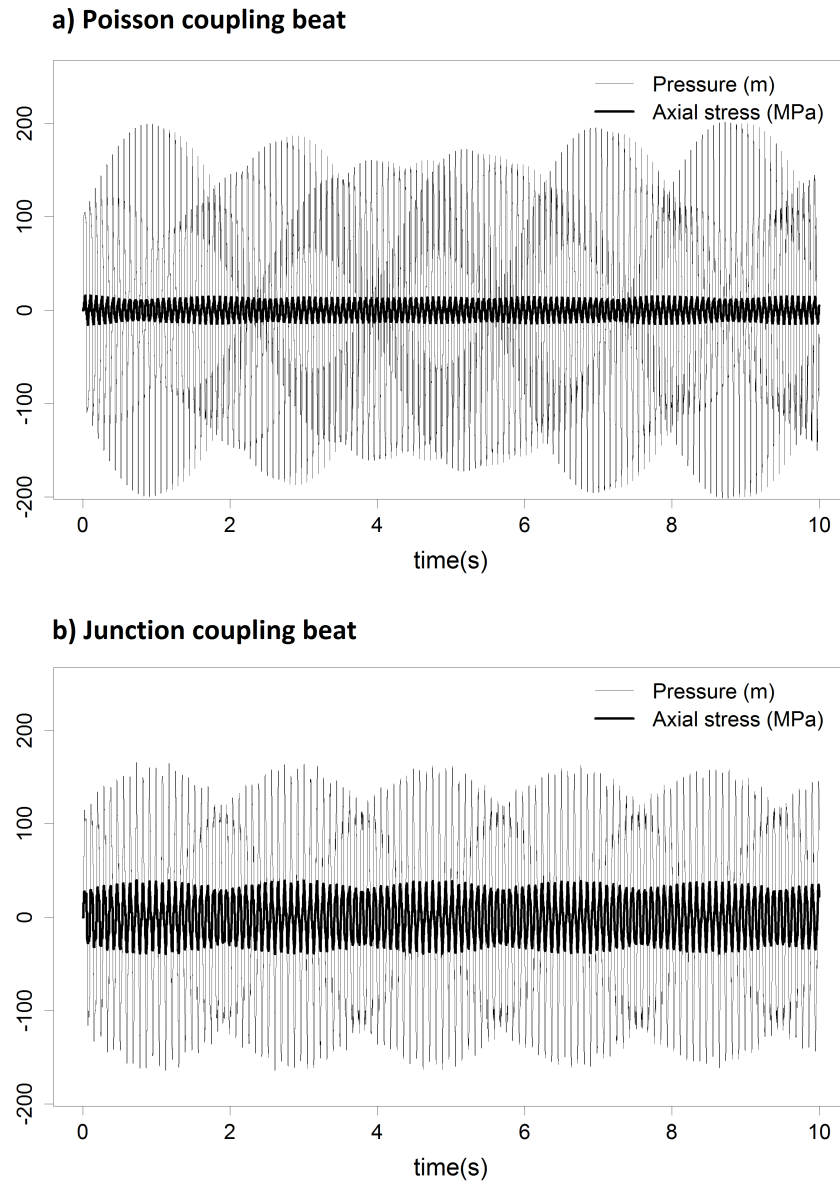 a) Poisson coupling beat
Pressure (m)
Axial stress (MPa)
200
100
0
-100
-200
0 2 4 6 8 10
time(s)
b) Junction coupling beat
Pressure (m)
Axial stress (MPa)
200
100
0
-100
-200
0 2 4 6 8 10
time(s)